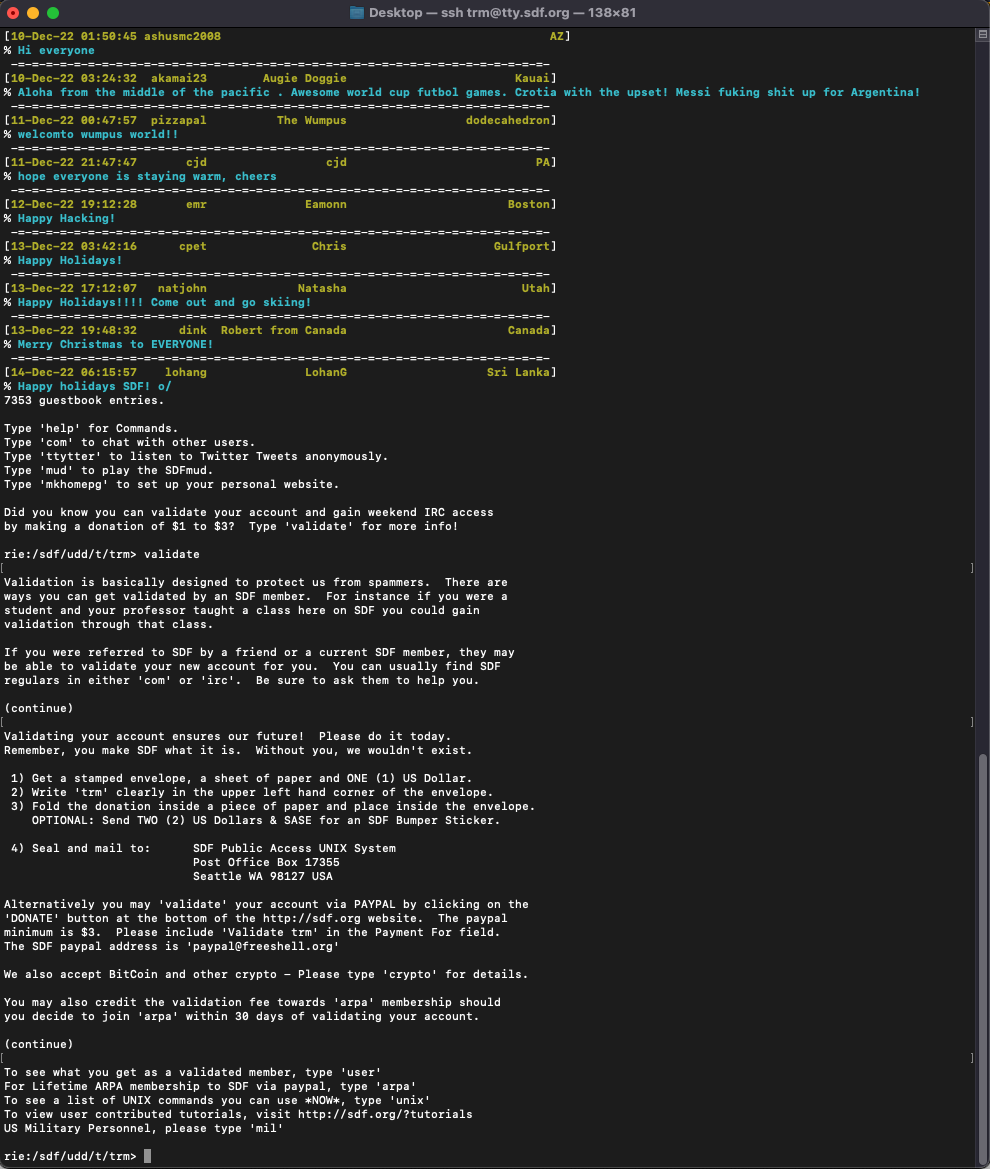 Desktop — ssh trm@tty.sdf.org — 138×81
[10-Dec-22 01:50:45 ashusmc2008                                               AZ]
% Hi everyone
 -=-=-=-=-=-=-=-=-=-=-=-=-=-=-=-=-=-=-=-=-=-=-=-=-=-=-=-=-=-=-=-=-=-=-=-=-=-
[10-Dec-22 03:24:32  akamai23        Augie Doggie                        Kauai]
% Aloha from the middle of the pacific . Awesome world cup futbol games. Crotia with the upset! Messi fuking shit up for Argentina!
 -=-=-=-=-=-=-=-=-=-=-=-=-=-=-=-=-=-=-=-=-=-=-=-=-=-=-=-=-=-=-=-=-=-=-=-=-=-
[11-Dec-22 00:47:57  pizzapal          The Wumpus                 dodecahedron]
% welcomto wumpus world!!
 -=-=-=-=-=-=-=-=-=-=-=-=-=-=-=-=-=-=-=-=-=-=-=-=-=-=-=-=-=-=-=-=-=-=-=-=-=-
[11-Dec-22 21:47:47       cjd                 cjd                           PA]
% hope everyone is staying warm, cheers
 -=-=-=-=-=-=-=-=-=-=-=-=-=-=-=-=-=-=-=-=-=-=-=-=-=-=-=-=-=-=-=-=-=-=-=-=-=-
[12-Dec-22 19:12:28       emr              Eamonn                       Boston]
% Happy Hacking!
 -=-=-=-=-=-=-=-=-=-=-=-=-=-=-=-=-=-=-=-=-=-=-=-=-=-=-=-=-=-=-=-=-=-=-=-=-=-
[13-Dec-22 03:42:16      cpet               Chris                     Gulfport]
% Happy Holidays!
 -=-=-=-=-=-=-=-=-=-=-=-=-=-=-=-=-=-=-=-=-=-=-=-=-=-=-=-=-=-=-=-=-=-=-=-=-=-
[13-Dec-22 17:12:07   natjohn             Natasha                         Utah]
% Happy Holidays!!!! Come out and go skiing!
 -=-=-=-=-=-=-=-=-=-=-=-=-=-=-=-=-=-=-=-=-=-=-=-=-=-=-=-=-=-=-=-=-=-=-=-=-=-
[13-Dec-22 19:48:32      dink  Robert from Canada                       Canada]
% Merry Christmas to EVERYONE!
 -=-=-=-=-=-=-=-=-=-=-=-=-=-=-=-=-=-=-=-=-=-=-=-=-=-=-=-=-=-=-=-=-=-=-=-=-=-
[14-Dec-22 06:15:57    lohang              LohanG                    Sri Lanka]
% Happy holidays SDF! o/
7353 guestbook entries.

Type 'help' for Commands.
Type 'com' to chat with other users.
Type 'ttytter' to listen to Twitter Tweets anonymously.
Type 'mud' to play the SDFmud.
Type 'mkhomepg' to set up your personal website.

Did you know you can validate your account and gain weekend IRC access
by making a donation of $1 to $3?  Type 'validate' for more info!

rie:/sdf/udd/t/trm> validate
[ ]
Validation is basically designed to protect us from spammers.  There are
ways you can get validated by an SDF member.  For instance if you were a
student and your professor taught a class here on SDF you could gain
validation through that class.

If you were referred to SDF by a friend or a current SDF member, they may
be able to validate your new account for you.  You can usually find SDF
regulars in either 'com' or 'irc'.  Be sure to ask them to help you.

(continue)
[ ]
Validating your account ensures our future!  Please do it today.
Remember, you make SDF what it is.  Without you, we wouldn't exist.

 1) Get a stamped envelope, a sheet of paper and ONE (1) US Dollar.
 2) Write 'trm' clearly in the upper left hand corner of the envelope.
 3) Fold the donation inside a piece of paper and place inside the envelope.
    OPTIONAL: Send TWO (2) US Dollars & SASE for an SDF Bumper Sticker.

 4) Seal and mail to:      SDF Public Access UNIX System
                           Post Office Box 17355
                           Seattle WA 98127 USA

Alternatively you may 'validate' your account via PAYPAL by clicking on the
'DONATE' button at the bottom of the http://sdf.org website.  The paypal
minimum is $3.  Please include 'Validate trm' in the Payment For field.
The SDF paypal address is 'paypal@freeshell.org'

We also accept BitCoin and other crypto – Please type 'crypto' for details.

You may also credit the validation fee towards 'arpa' membership should
you decide to join 'arpa' within 30 days of validating your account.

(continue)
[ ]
To see what you get as a validated member, type 'user'
For Lifetime ARPA membership to SDF via paypal, type 'arpa'
To see a list of UNIX commands you can use *NOW*, type 'unix'
To view user contributed tutorials, visit http://sdf.org/?tutorials
US Military Personnel, please type 'mil'

rie:/sdf/udd/t/trm>